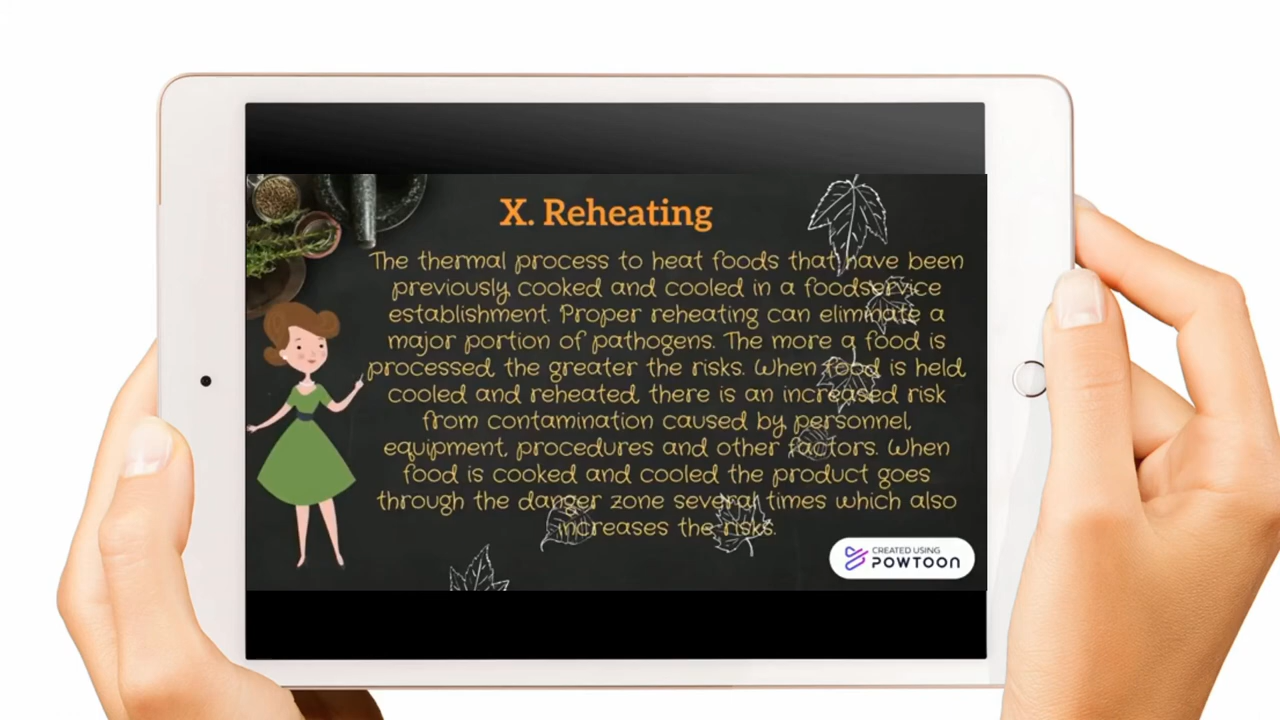 X. Reheating
The thermal process to heat foods that have been
previously cooked and cooled in a foodservice
establishment. Proper reheating can eliminate a
major portion of pathogens. The more a food is
processed, the greater the risks. When food is held,
cooled and reheated, there is an increased risk
from contamination caused by personnel,
equipment, procedures and other factors. When
food is cooked and cooled the product goes
through the danger zone several times which also
increases the risks.
CREATED USING
POWTOON